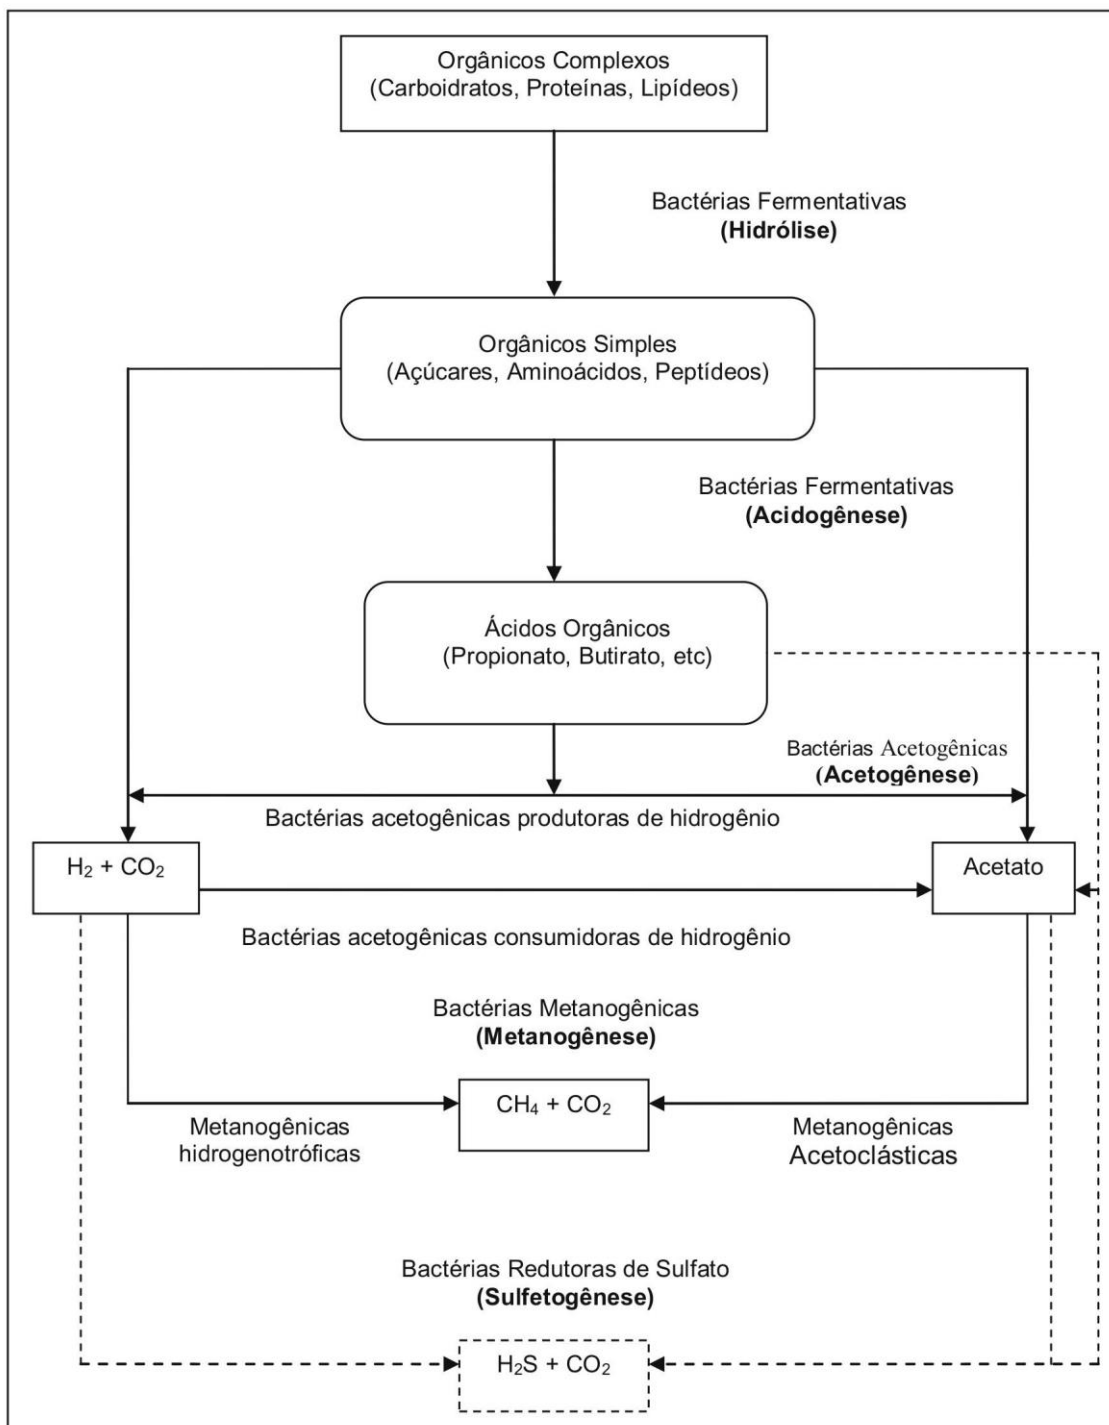 Orgânicos Complexos
(Carboidratos, Proteínas, Lipídeos)
Bactérias Fermentativas
(Hidrólise)
Orgânicos Simples
(Açúcares, Aminoácidos, Peptídeos)
Bactérias Fermentativas
(Acidogênese)
Ácidos Orgânicos
(Propionato, Butirato, etc)
Bactérias Acetogênicas
(Acetogênese)
Bactérias acetogênicas produtoras de hidrogênio
H₂ + CO₂
Acetato
Bactérias acetogênicas consumidoras de hidrogênio
Bactérias Metanogênicas
(Metanogênese)
CH₄ + CO₂
Metanogênicas
hidrogenotróficas
Metanogênicas
Acetoclásticas
Bactérias Redutoras de Sulfato
(Sulfetogênese)
H₂S + CO₂